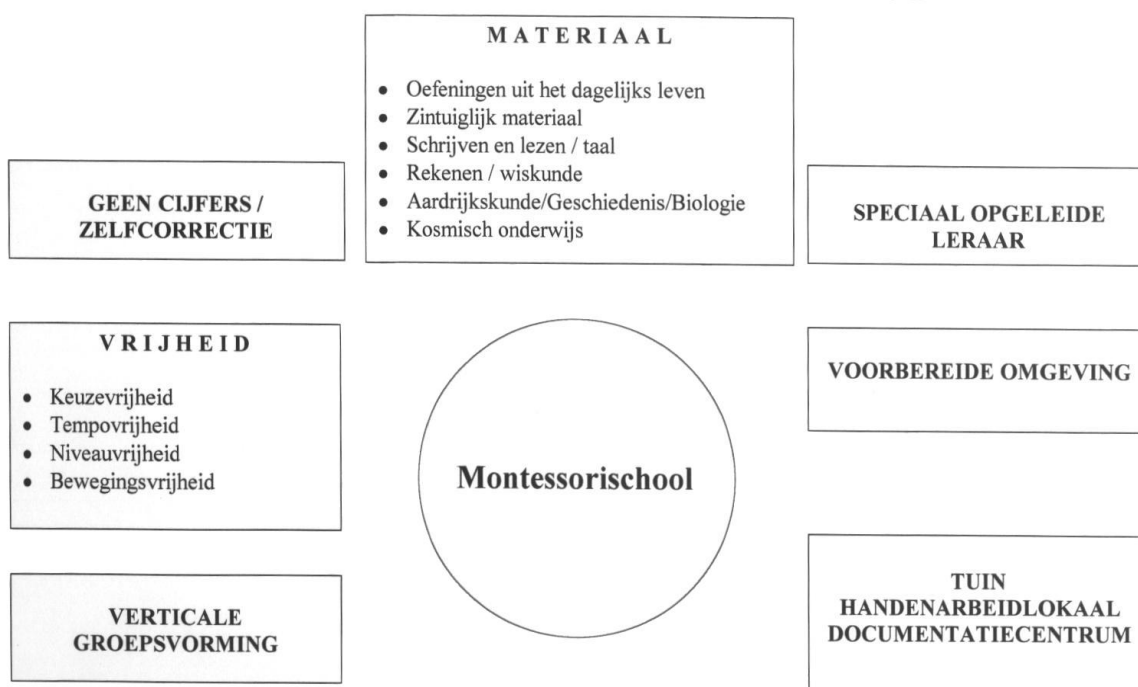 MATERIAAL
• Oefeningen uit het dagelijks leven
• Zintuiglijk materiaal
• Schrijven en lezen / taal
• Rekenen / wiskunde
• Aardrijkskunde/Geschiedenis/Biologie
• Kosmisch onderwijs
GEEN CIJFERS /
ZELFCORRECTIE
SPECIAAL OPGELEIDE
LERAAR
VRIJHEID
• Keuzevrijheid
• Tempovrijheid
• Niveauvrijheid
• Bewegingsvrijheid
Montessorischool
VOORBEREIDE OMGEVING
VERTICALE
GROEPSVORMING
TUIN
HANDENARBEIDLOKAAL
DOCUMENTATIECENTRUM